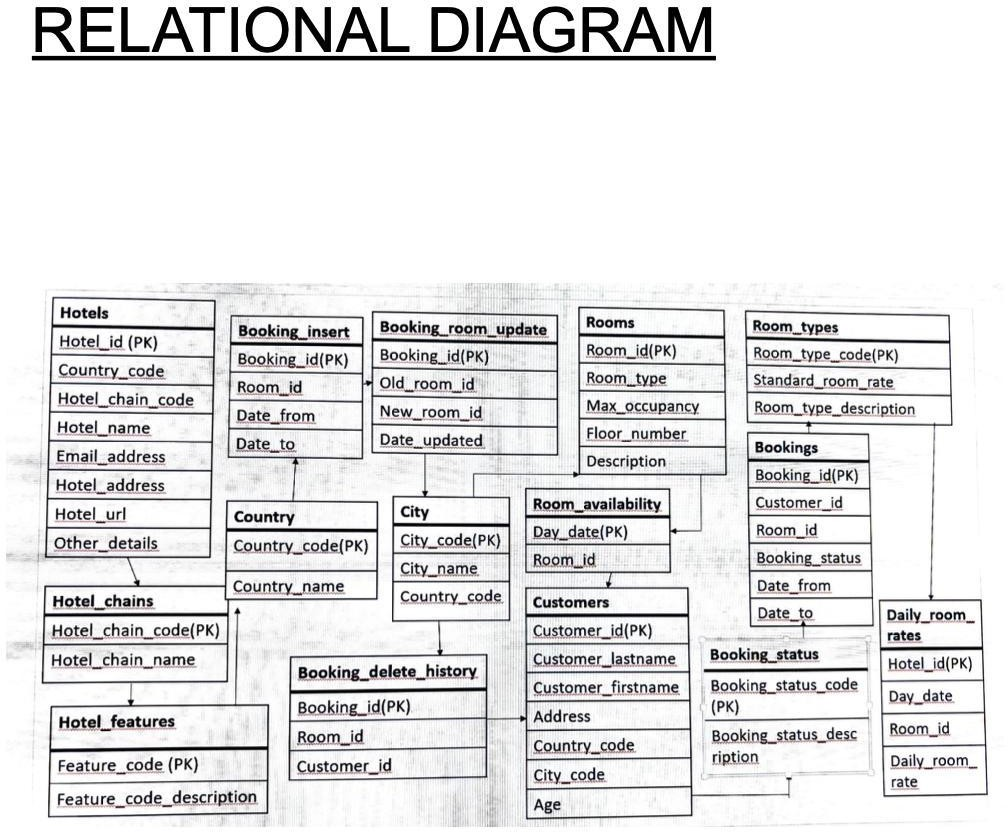 RELATIONAL DIAGRAM
Hotels
Hotel_id (PK)
Country_code
Hotel_chain_code
Hotel_name
Email_address
Hotel_address
Hotel_url
Other_details
Booking_insert
Booking_id(PK)
Room_id
Date_from
Date_to
Booking_room_update
Booking_id(PK)
Old_room_id
New_room_id
Date_updated
Rooms
Room_id(PK)
Room_type
Max_occupancy
Floor_number
Description
Room_types
Room_type_code(PK)
Standard_room_rate
Room_type_description
Country
Country_code(PK)
Country_name
City
City_code(PK)
City_name
Country_code
Room_availability
Day_date(PK)
Room_id
Bookings
Booking_id(PK)
Customer_id
Room_id
Booking_status
Date_from
Date_to
Hotel_chains
Hotel_chain_code(PK)
Hotel_chain_name
Hotel_features
Feature_code (PK)
Feature_code_description
Booking_delete_history
Booking_id(PK)
Room_id
Customer_id
Customers
Customer_id(PK)
Customer_lastname
Customer_firstname
Address
Country_code
City_code
Age
Booking_status
Booking_status_code
(PK)
Booking_status_desc
ription
Daily_room_
rates
Hotel_id(PK)
Day_date
Room_id
Daily_room_
rate